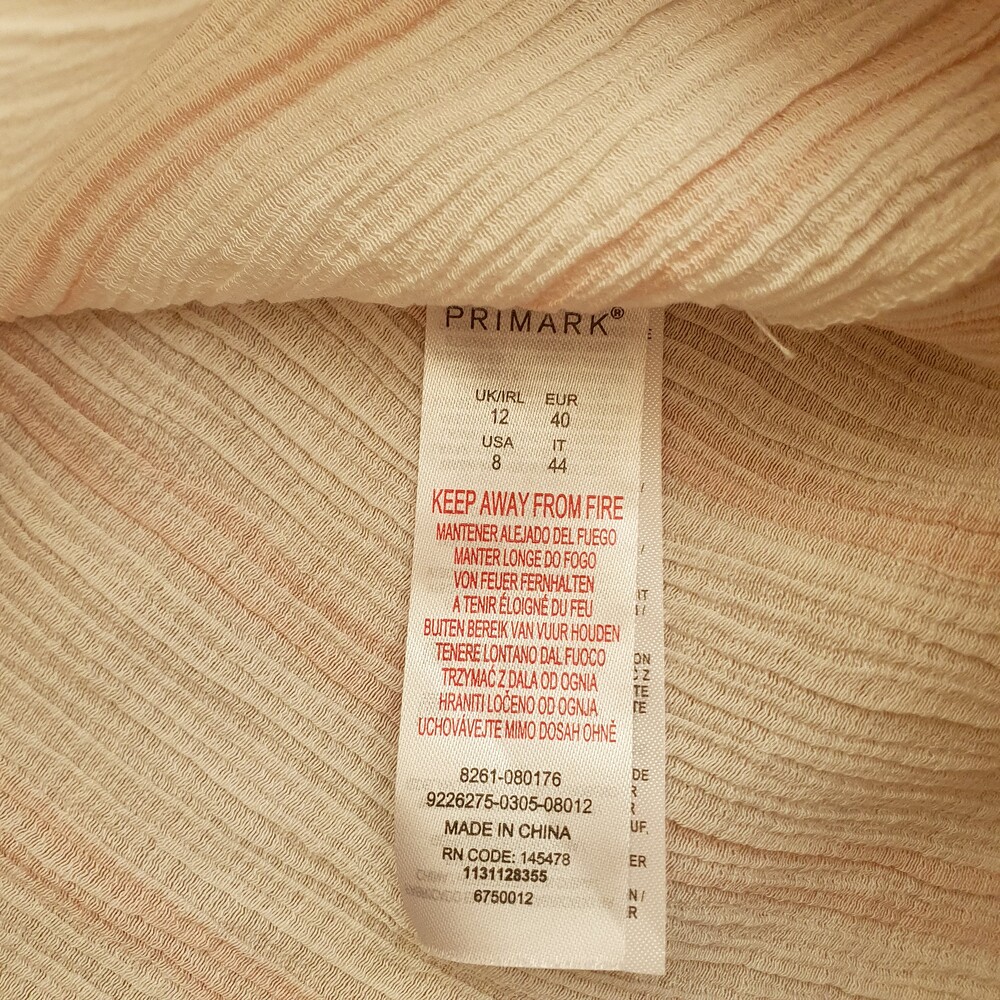 PRIMARK®
UK/IRL EUR
12 40
USA IT
8 44
KEEP AWAY FROM FIRE
MANTENER ALEJADO DEL FUEGO
MANTER LONGE DO FOGO
VON FEUER FERNHALTEN
A TENIR ÉLOIGNÉ DU FEU
BUITEN BEREIK VAN VUUR HOUDEN
TENERE LONTANO DAL FUOCO
TRZYMAĆ Z DALA OD OGNIA
HRANITI LOČENO OD OGNJA
UCHOVÁVEJTE MIMO DOSAH OHNĚ
8261-080176
9226275-0305-08012
MADE IN CHINA
RN CODE: 145478
1131128355
6750012